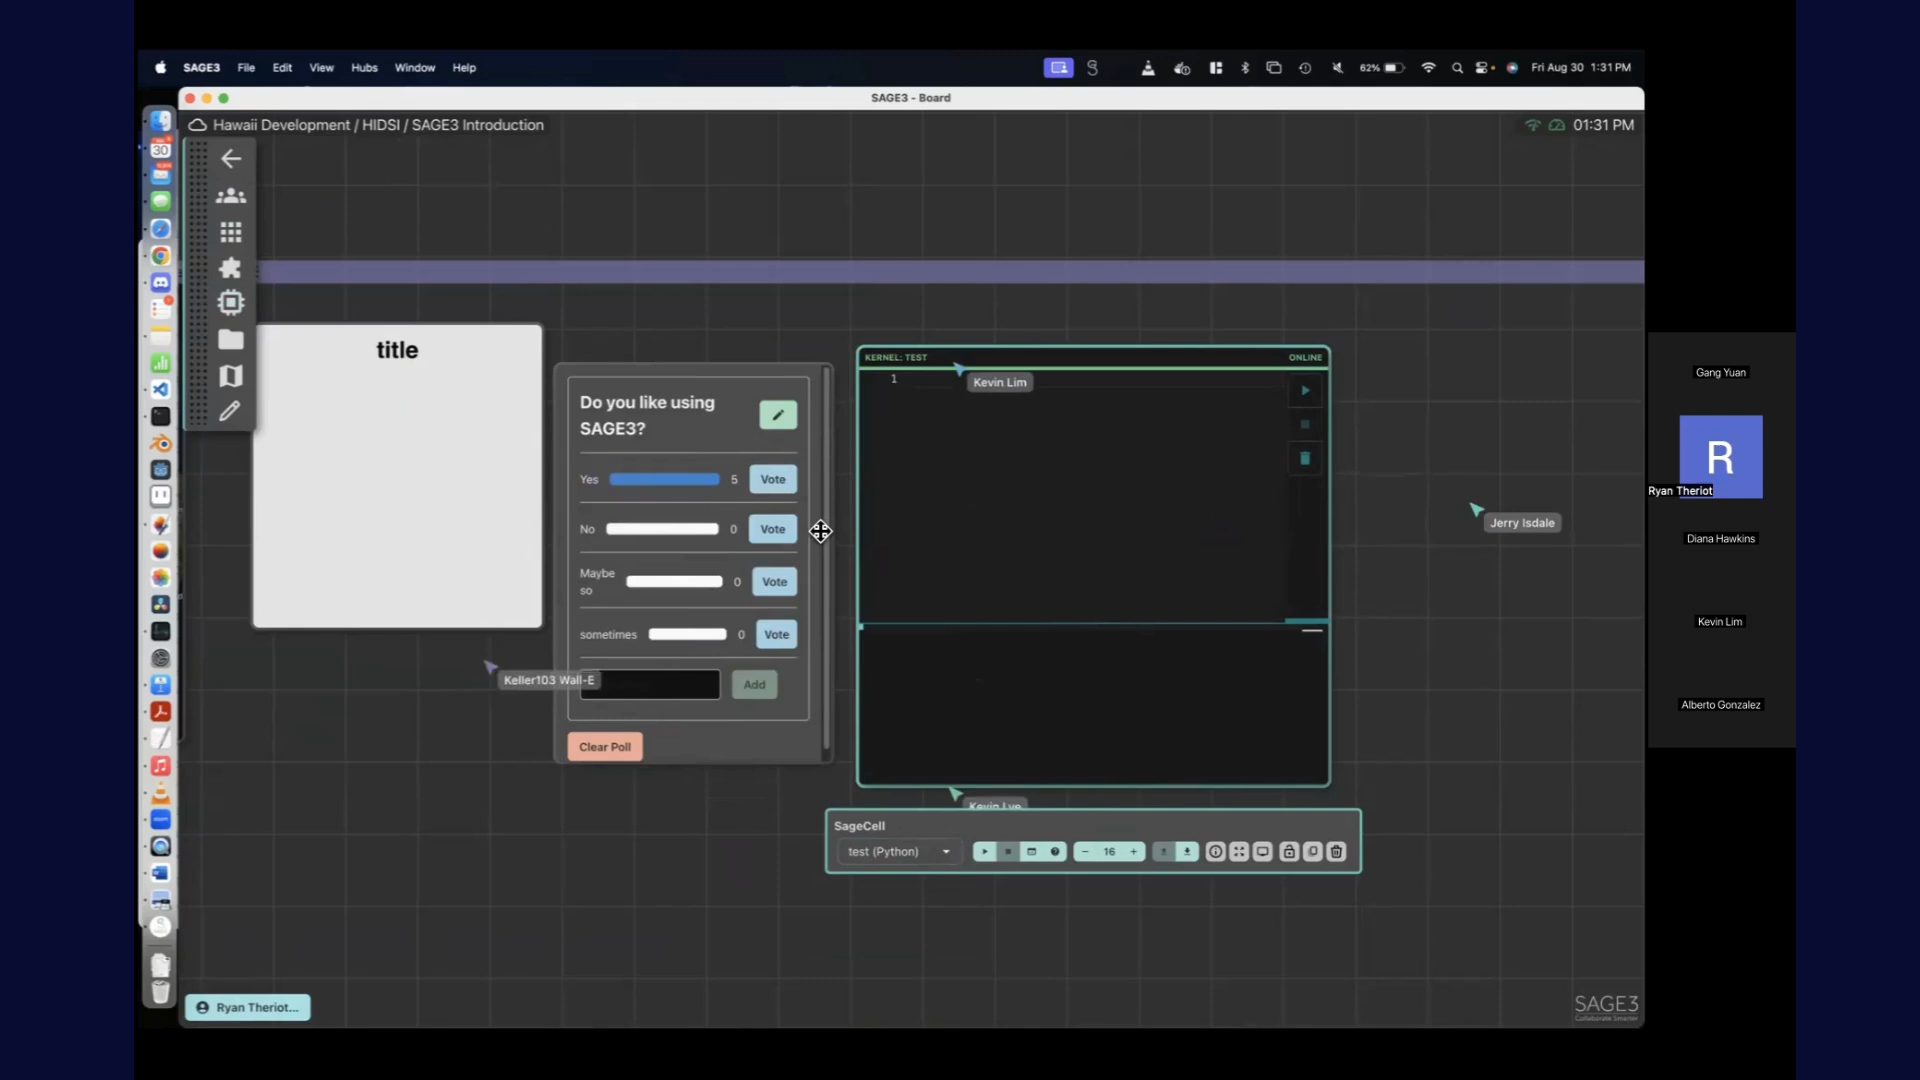 SAGE3 File Edit View Hubs Window Help
62% Fri Aug 30 1:31 PM
SAGE3 - Board
Hawaii Development / HIDSI / SAGE3 Introduction
01:31 PM
30
title
Do you like using
SAGE3?
Yes 5 Vote
No 0 Vote
Maybe
so 0 Vote
sometimes 0 Vote
Add
Clear Poll
Keller103 Wall-E
KERNEL: TEST ONLINE
1
Kevin Lim
Jerry Isdale
SageCell
test (Python)
16
Ryan Theriot...
SAGE3
Collaborate Smarter
Gang Yuan
R
Ryan Theriot
Diana Hawkins
Kevin Lim
Alberto Gonzalez